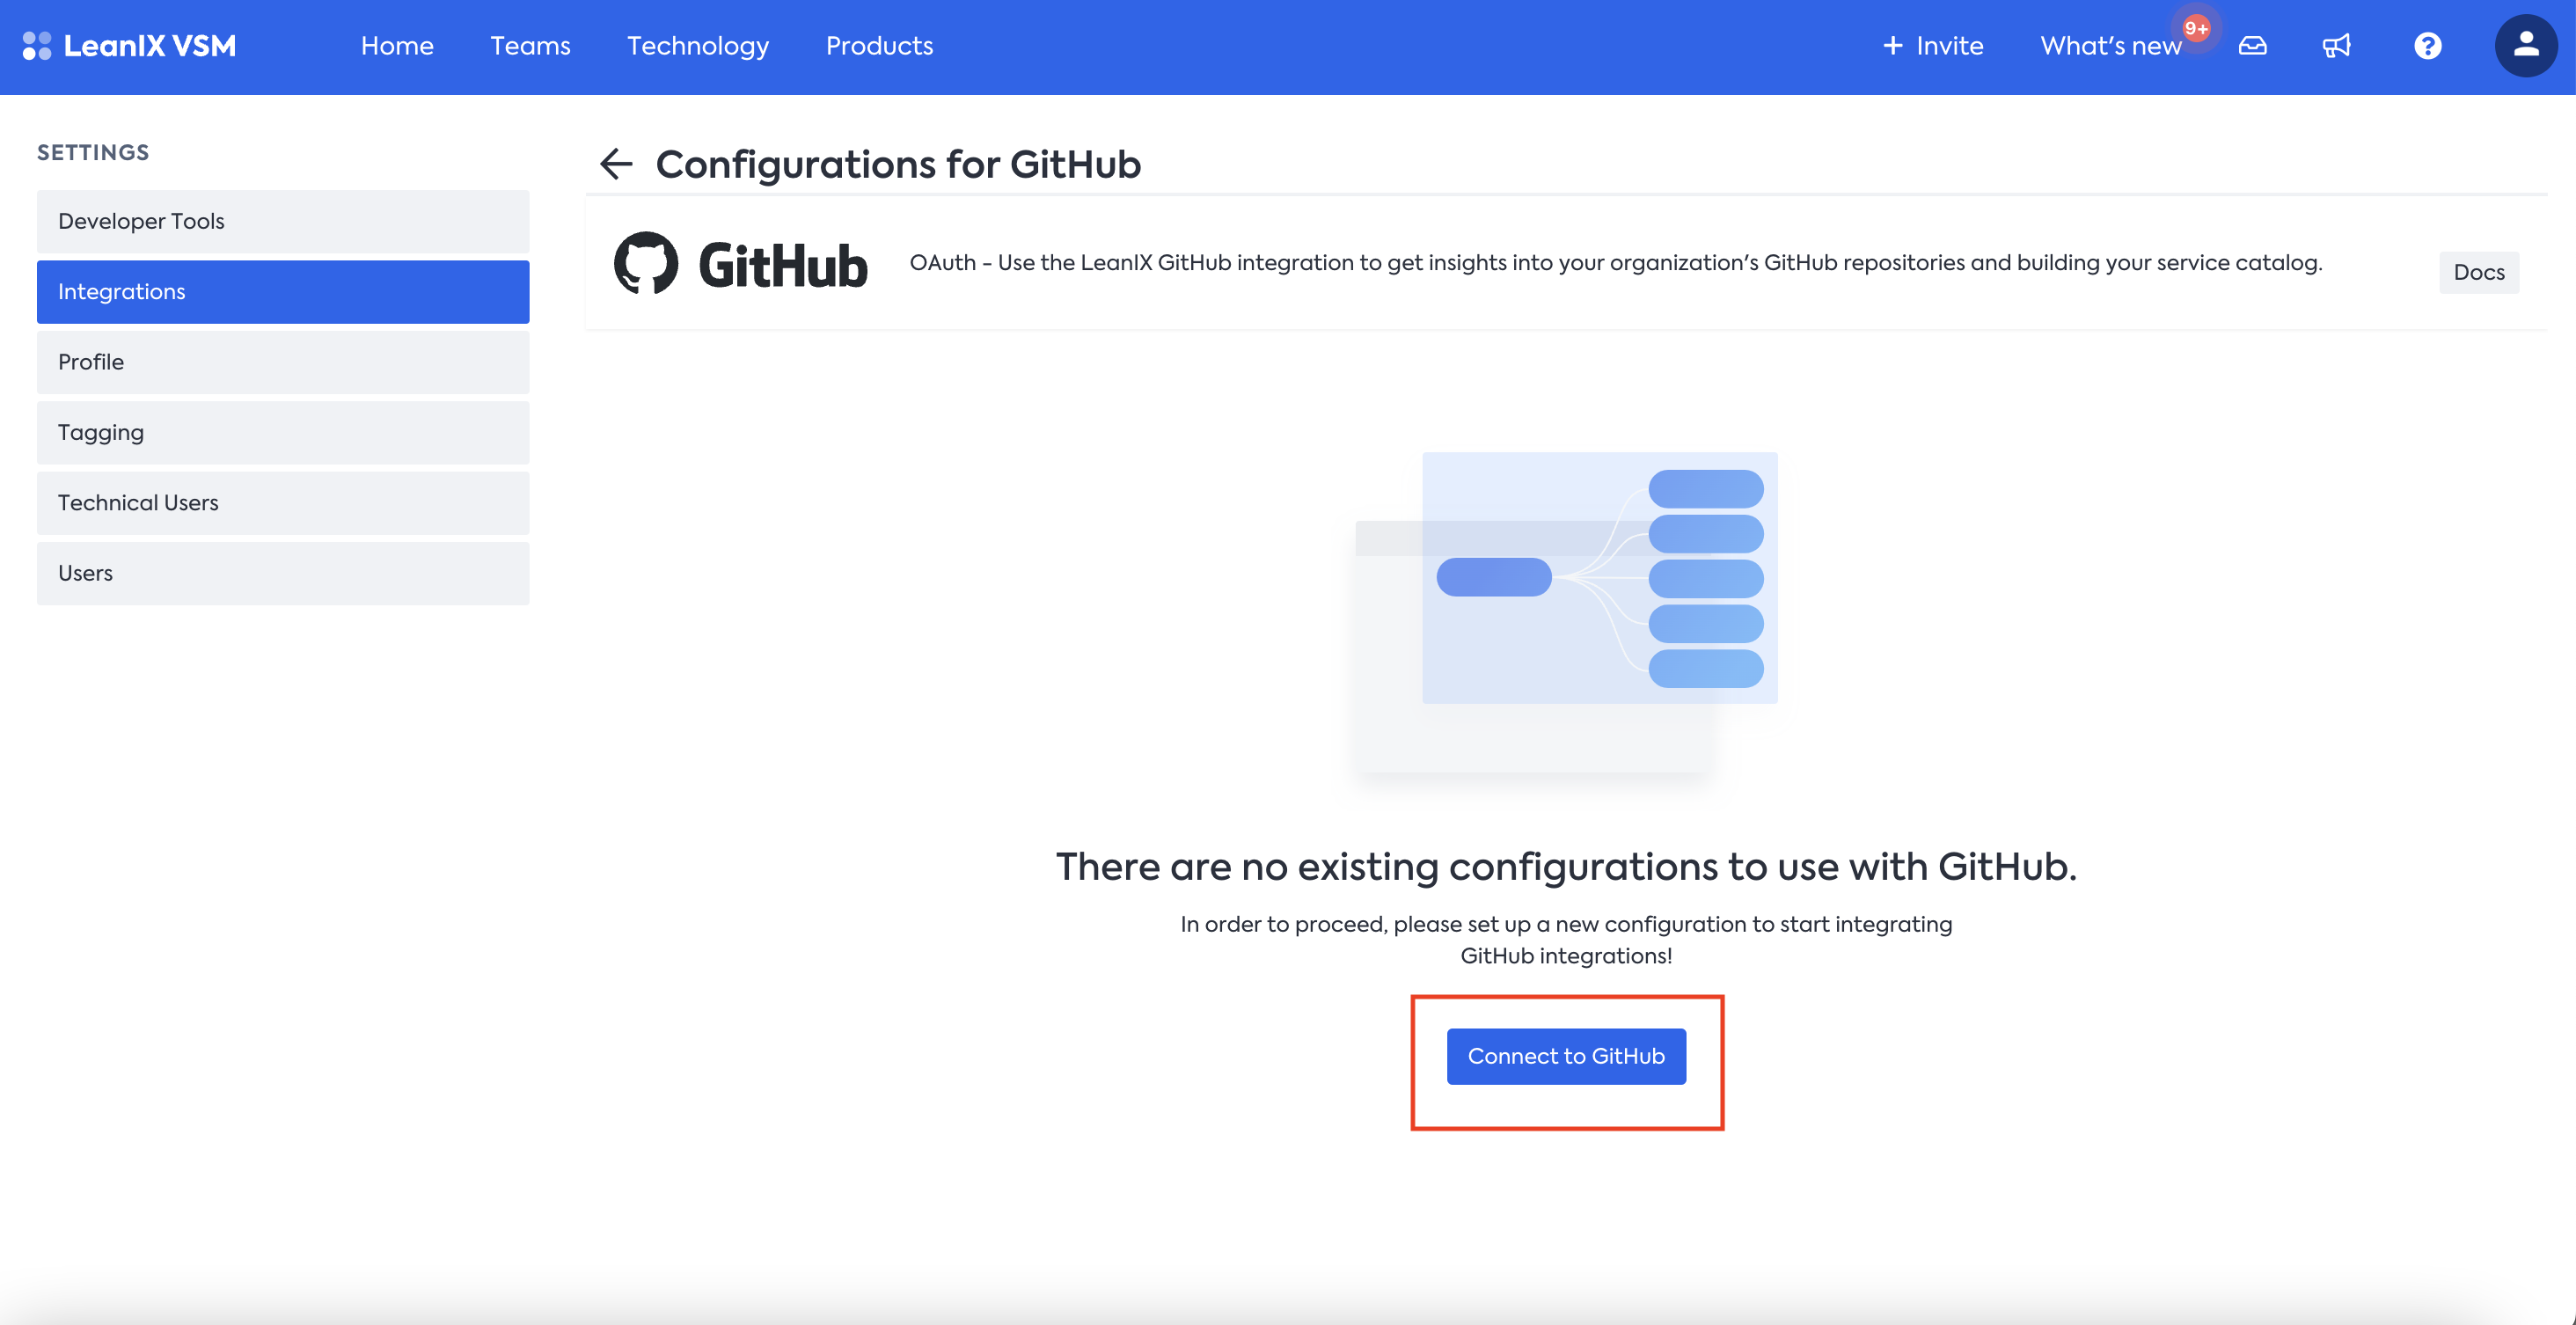 LeanIX VSM
Home
Teams
Technology
Products
+ Invite
What's new
9+
?
SETTINGS
Developer Tools
Integrations
Profile
Tagging
Technical Users
Users
Configurations for GitHub
GitHub
OAuth - Use the LeanIX GitHub integration to get insights into your organization's GitHub repositories and building your service catalog.
Docs
There are no existing configurations to use with GitHub.
In order to proceed, please set up a new configuration to start integrating
GitHub integrations!
Connect to GitHub